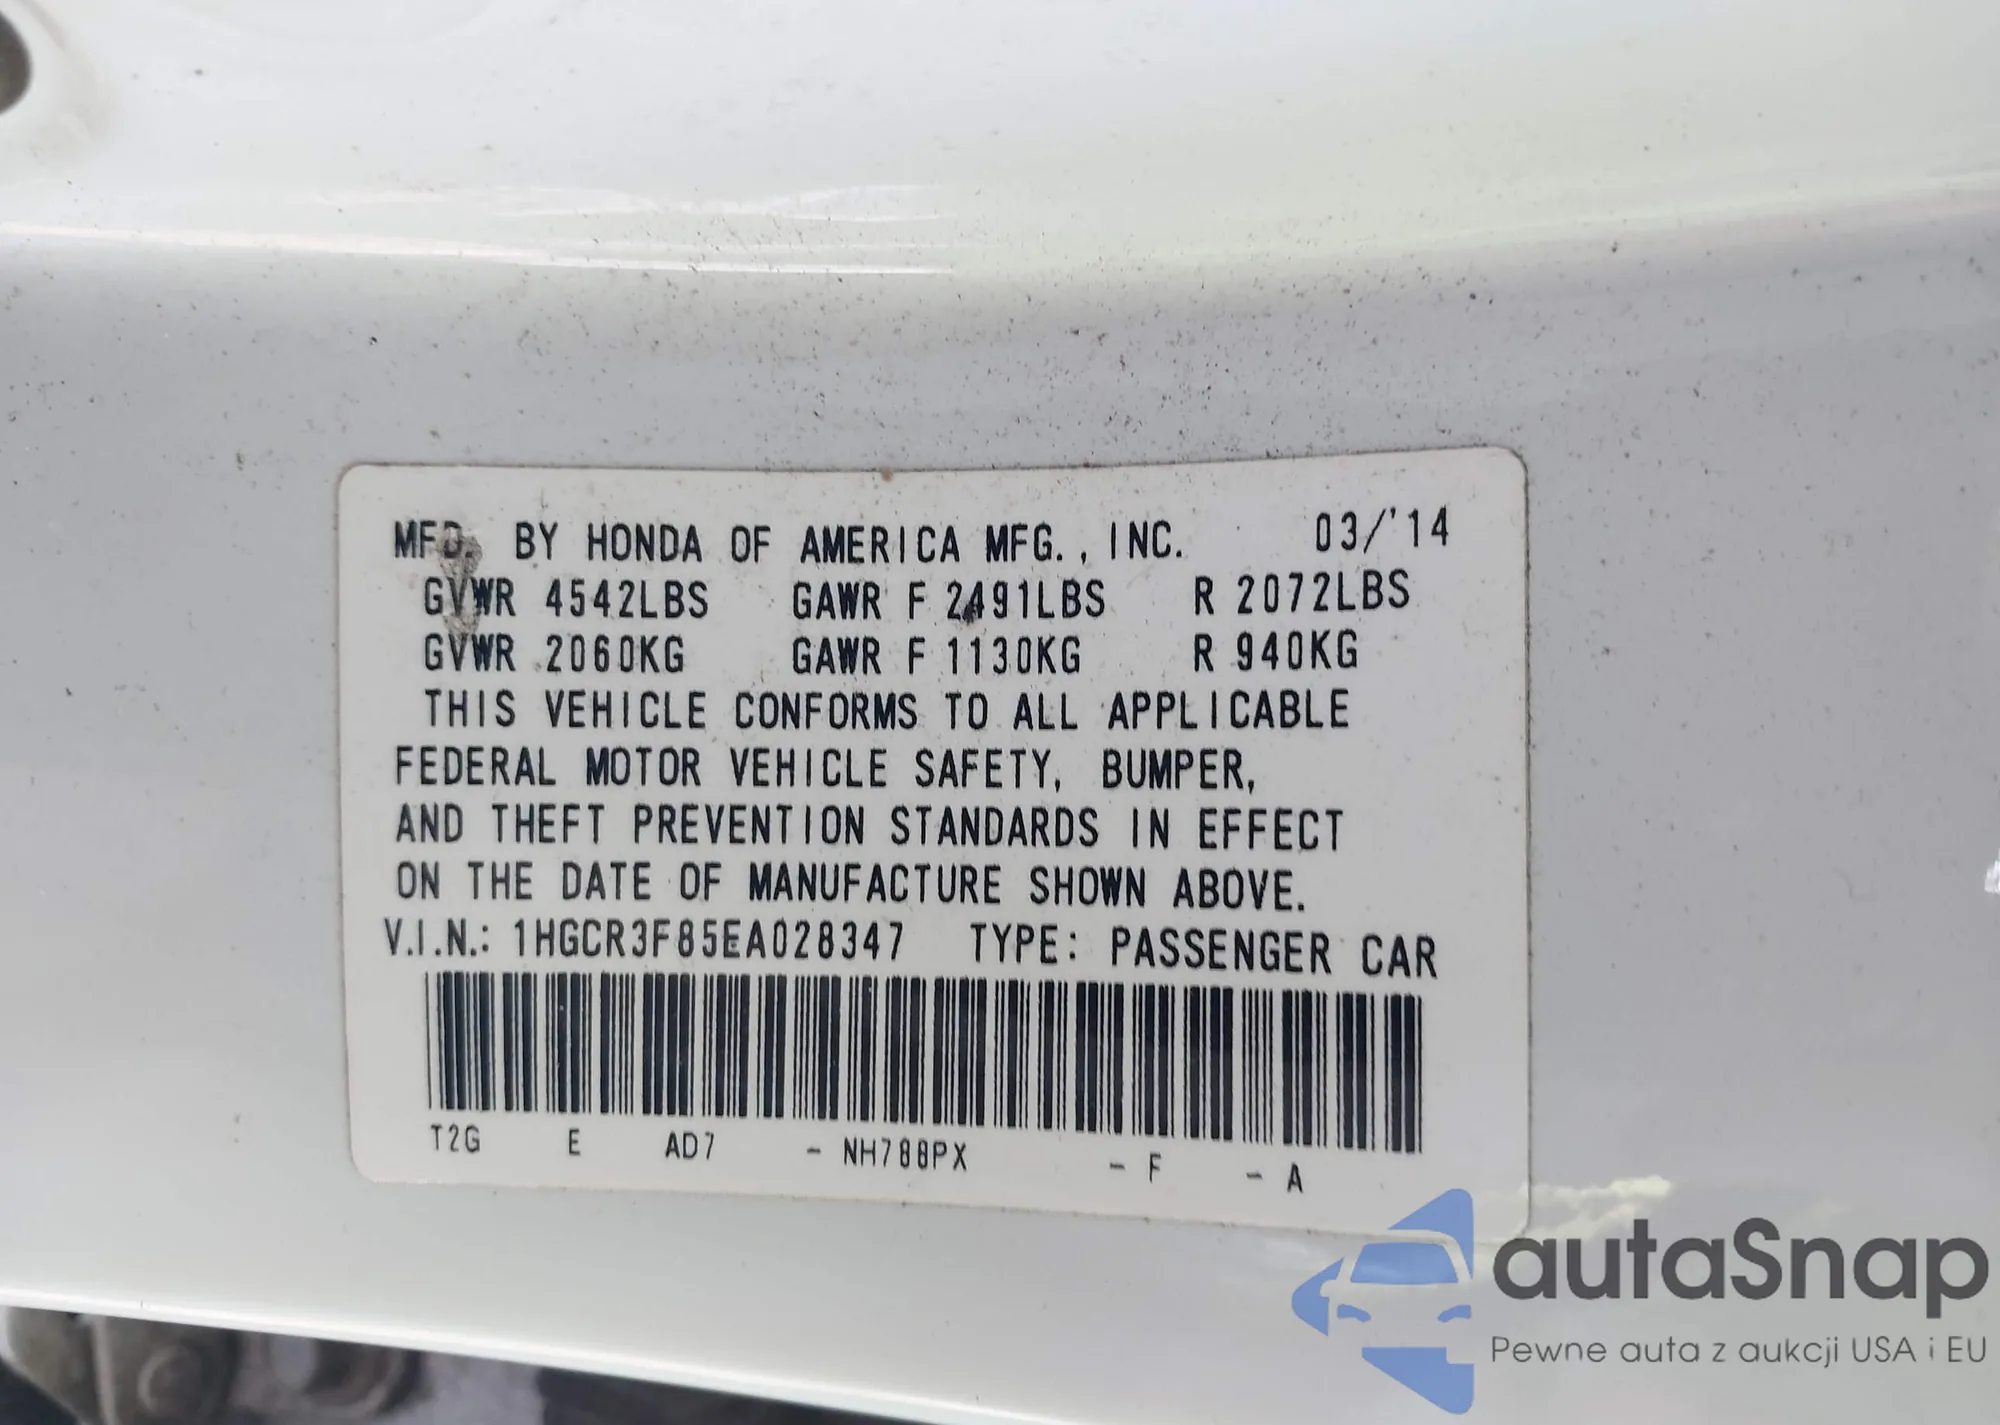 MFD. BY HONDA OF AMERICA MFG., INC. 03/'14
GVWR 4542LBS GAWR F 2491LBS R 2072LBS
GVWR 2060KG GAWR F 1130KG R 940KG
THIS VEHICLE CONFORMS TO ALL APPLICABLE
FEDERAL MOTOR VEHICLE SAFETY, BUMPER,
AND THEFT PREVENTION STANDARDS IN EFFECT
ON THE DATE OF MANUFACTURE SHOWN ABOVE.
V.I.N.: 1HGCR3F85EA028347 TYPE: PASSENGER CAR
T2G E AD7 - NH788PX - F - A
autaSnap
Pewne auta z aukcji USA i EU